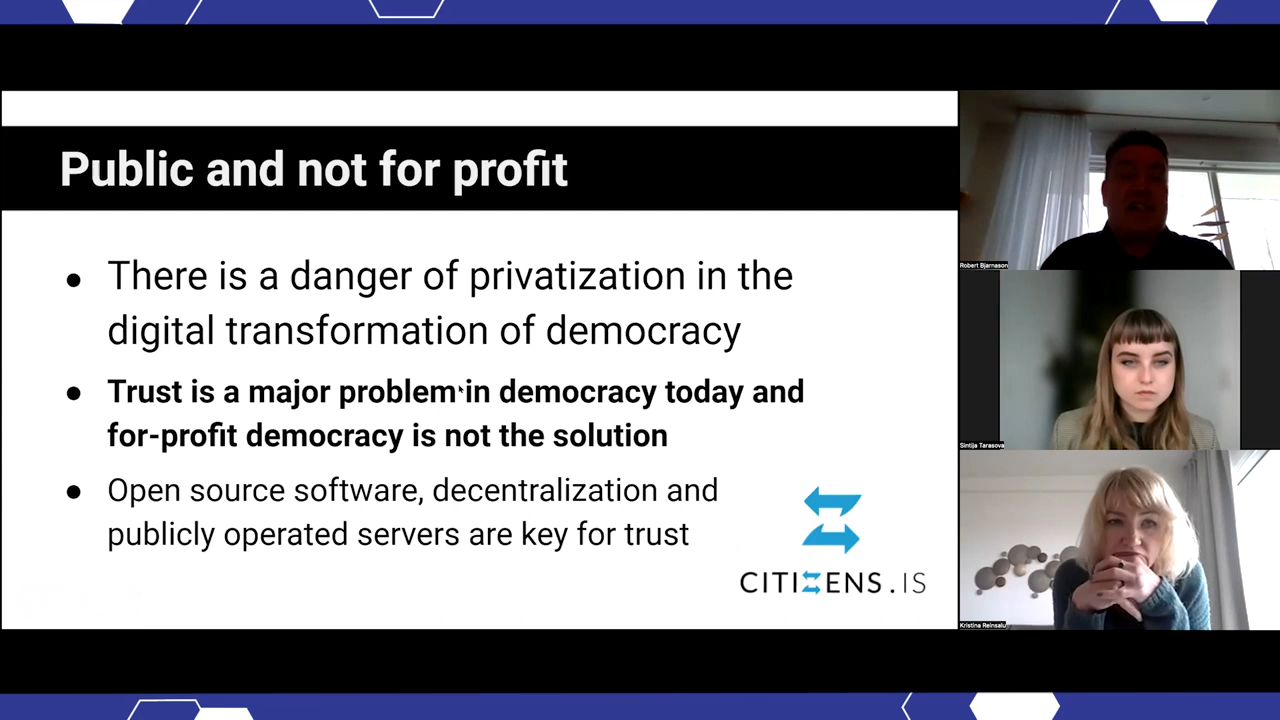 Public and not for profit
There is a danger of privatization in the
digital transformation of democracy
Trust is a major problem in democracy today and
for-profit democracy is not the solution
Open source software, decentralization and
publicly operated servers are key for trust
CITIZENS.IS
Robert Bjarnason
Sintija Tarasova
Kristina Reinsalu